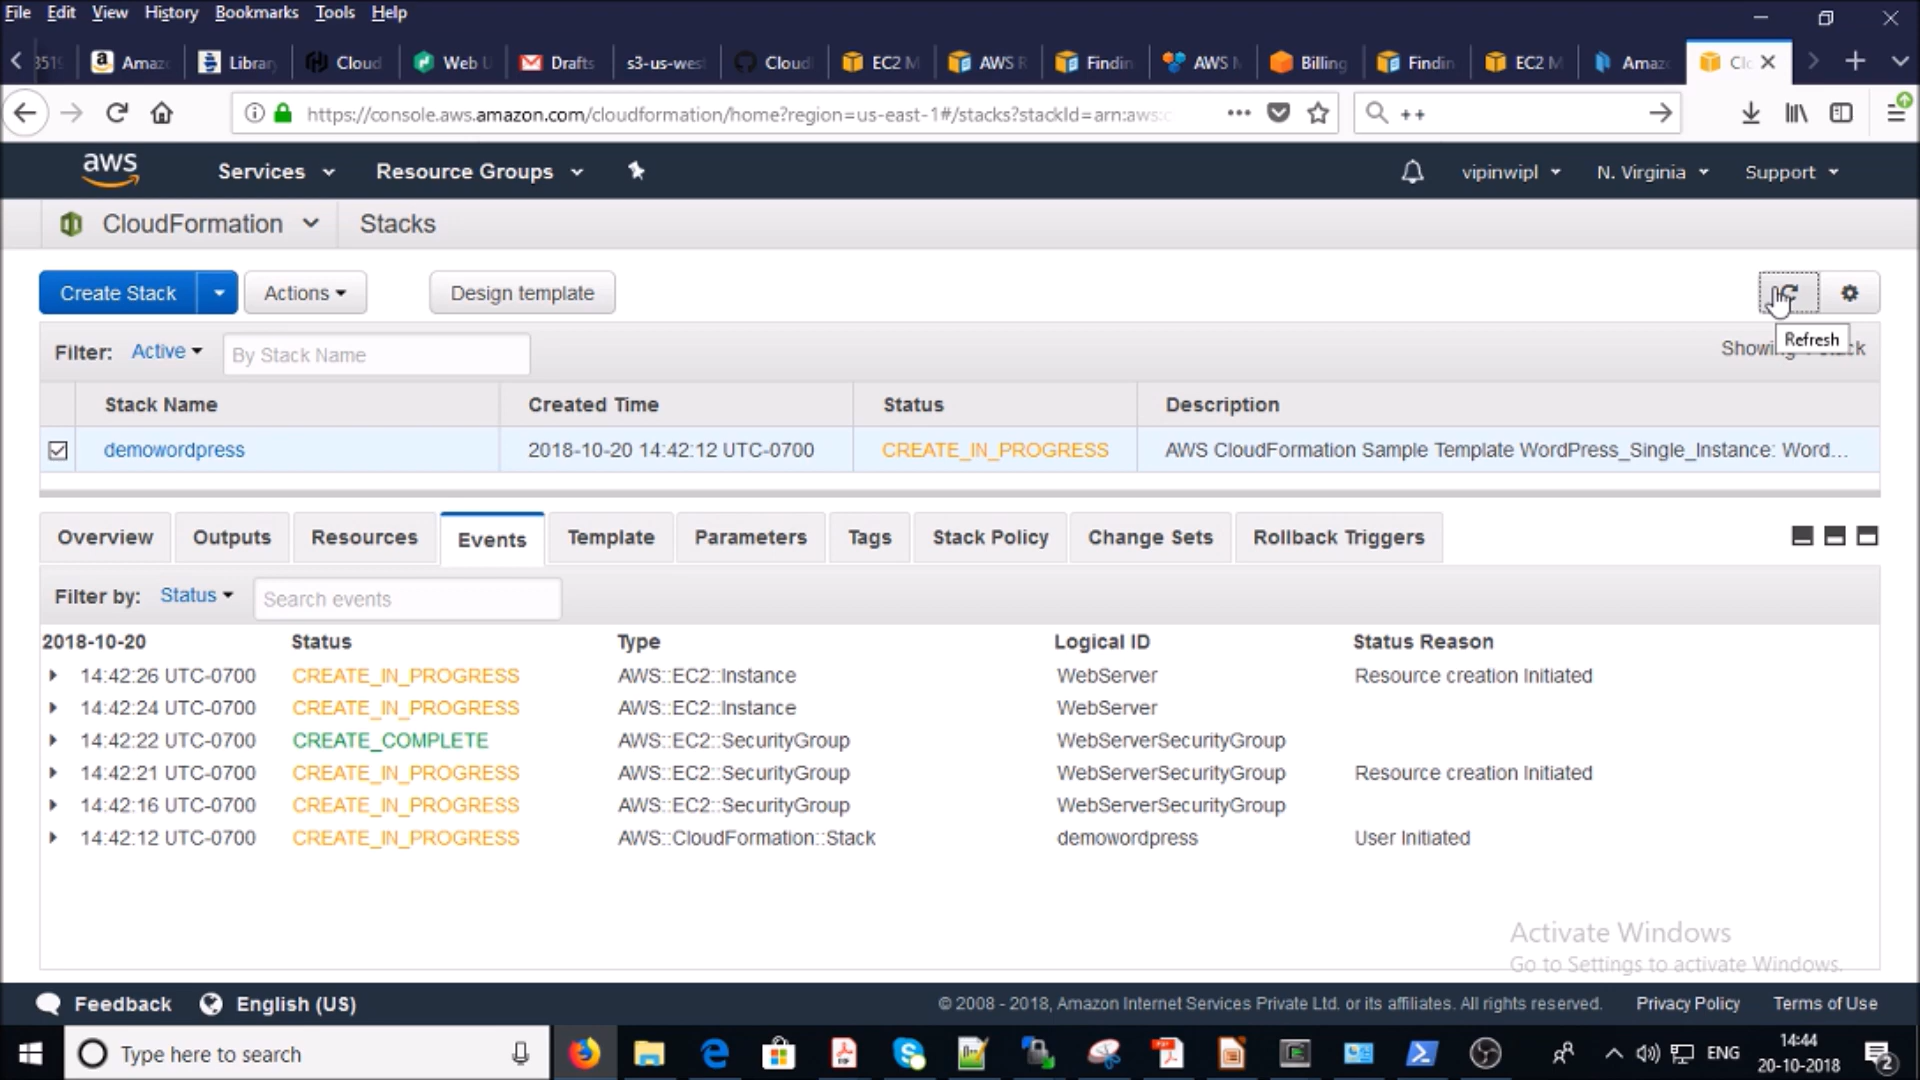 File Edit View History Bookmarks Tools Help
3519 Amaz Librar Cloud Web U Drafts s3-us-wes Cloud EC2 M AWS R Findin AWS M Billing Findin EC2 M Amaz Clo
https://console.aws.amazon.com/cloudformation/home?region=us-east-1#/stacks?stackId=arn:aws:c ++
aws Services Resource Groups vipinwipl N. Virginia Support
CloudFormation Stacks
Create Stack Actions Design template
Refresh
Filter: Active By Stack Name
Stack Name Created Time Status Description
demowordpress 2018-10-20 14:42:12 UTC-0700 CREATE_IN_PROGRESS AWS CloudFormation Sample Template WordPress_Single_Instance: Word...
Overview Outputs Resources Events Template Parameters Tags Stack Policy Change Sets Rollback Triggers
Filter by: Status Search events
2018-10-20 Status Type Logical ID Status Reason
14:42:26 UTC-0700 CREATE_IN_PROGRESS AWS::EC2::Instance WebServer Resource creation Initiated
14:42:24 UTC-0700 CREATE_IN_PROGRESS AWS::EC2::Instance WebServer
14:42:22 UTC-0700 CREATE_COMPLETE AWS::EC2::SecurityGroup WebServerSecurityGroup
14:42:21 UTC-0700 CREATE_IN_PROGRESS AWS::EC2::SecurityGroup WebServerSecurityGroup Resource creation Initiated
14:42:16 UTC-0700 CREATE_IN_PROGRESS AWS::EC2::SecurityGroup WebServerSecurityGroup
14:42:12 UTC-0700 CREATE_IN_PROGRESS AWS::CloudFormation::Stack demowordpress User Initiated
Activate Windows
Go to Settings to activate Windows.
Feedback English (US) © 2008 - 2018, Amazon Internet Services Private Ltd. or its affiliates. All rights reserved. Privacy Policy Terms of Use
Type here to search ENG 14:44
20-10-2018 2